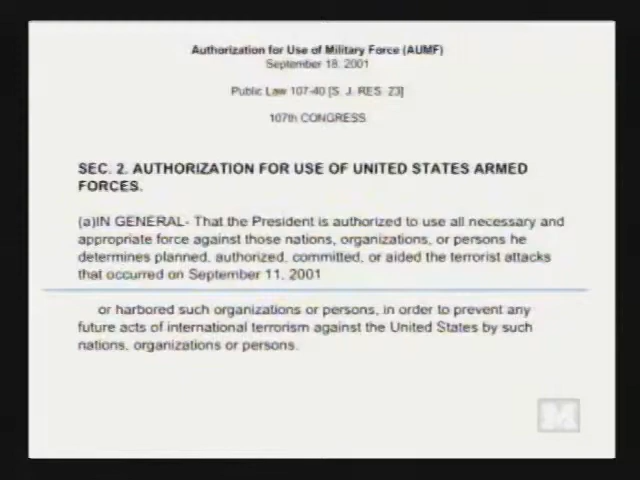 Authorization for Use of Military Force (AUMF)
September 18, 2001
Public Law 107-40 [S. J. RES. 23]
107th CONGRESS
SEC. 2. AUTHORIZATION FOR USE OF UNITED STATES ARMED
FORCES.
(a)IN GENERAL- That the President is authorized to use all necessary and
appropriate force against those nations, organizations, or persons he
determines planned, authorized, committed, or aided the terrorist attacks
that occurred on September 11, 2001
or harbored such organizations or persons, in order to prevent any
future acts of international terrorism against the United States by such
nations, organizations or persons.
M